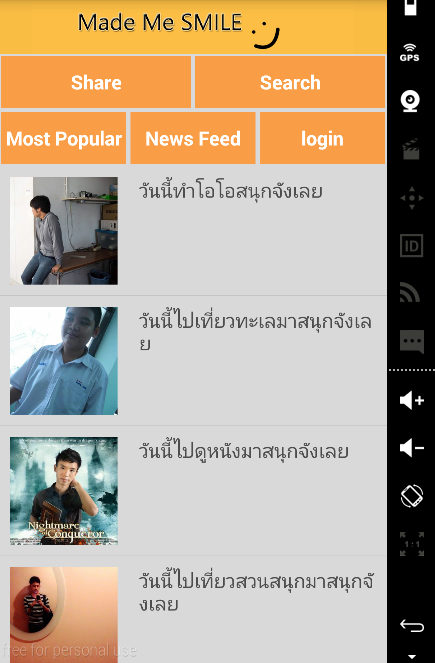 Made Me SMILE
GPS
Share Search
Most Popular News Feed login
ID
วันนี้ทำโอโอสนุกจังเลย
วันนี้ไปเที่ยวทะเลมาสนุกจังเล
ย
วันนี้ไปดูหนังมาสนุกจังเลย
Nightmare
Conqueror
1:1
วันนี้ไปเที่ยวสวนสนุกมาสนุกจั
งเลย
free for personal use